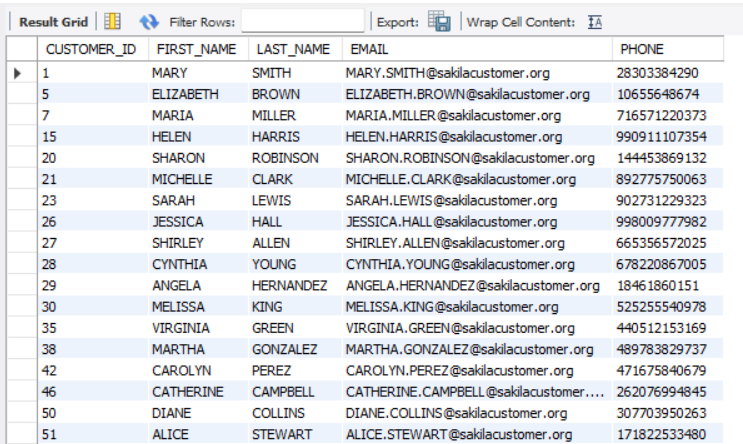 Result Grid Filter Rows: Export: Wrap Cell Content: IA
CUSTOMER_ID FIRST_NAME LAST_NAME EMAIL PHONE
1 MARY SMITH MARY.SMITH@sakilacustomer.org 28303384290
5 ELIZABETH BROWN ELIZABETH.BROWN@sakilacustomer.org 10655648674
7 MARIA MILLER MARIA.MILLER@sakilacustomer.org 716571220373
15 HELEN HARRIS HELEN.HARRIS@sakilacustomer.org 990911107354
20 SHARON ROBINSON SHARON.ROBINSON@sakilacustomer.org 144453869132
21 MICHELLE CLARK MICHELLE.CLARK@sakilacustomer.org 892775750063
23 SARAH LEWIS SARAH.LEWIS@sakilacustomer.org 902731229323
26 JESSICA HALL JESSICA.HALL@sakilacustomer.org 998009777982
27 SHIRLEY ALLEN SHIRLEY.ALLEN@sakilacustomer.org 665356572025
28 CYNTHIA YOUNG CYNTHIA.YOUNG@sakilacustomer.org 678220867005
29 ANGELA HERNANDEZ ANGELA.HERNANDEZ@sakilacustomer.org 18461860151
30 MELISSA KING MELISSA.KING@sakilacustomer.org 525255540978
35 VIRGINIA GREEN VIRGINIA.GREEN@sakilacustomer.org 440512153169
38 MARTHA GONZALEZ MARTHA.GONZALEZ@sakilacustomer.org 489783829737
42 CAROLYN PEREZ CAROLYN.PEREZ@sakilacustomer.org 471675840679
46 CATHERINE CAMPBELL CATHERINE.CAMPBELL@sakilacustomer.... 262076994845
50 DIANE COLLINS DIANE.COLLINS@sakilacustomer.org 307703950263
51 ALICE STEWART ALICE.STEWART@sakilacustomer.org 171822533480